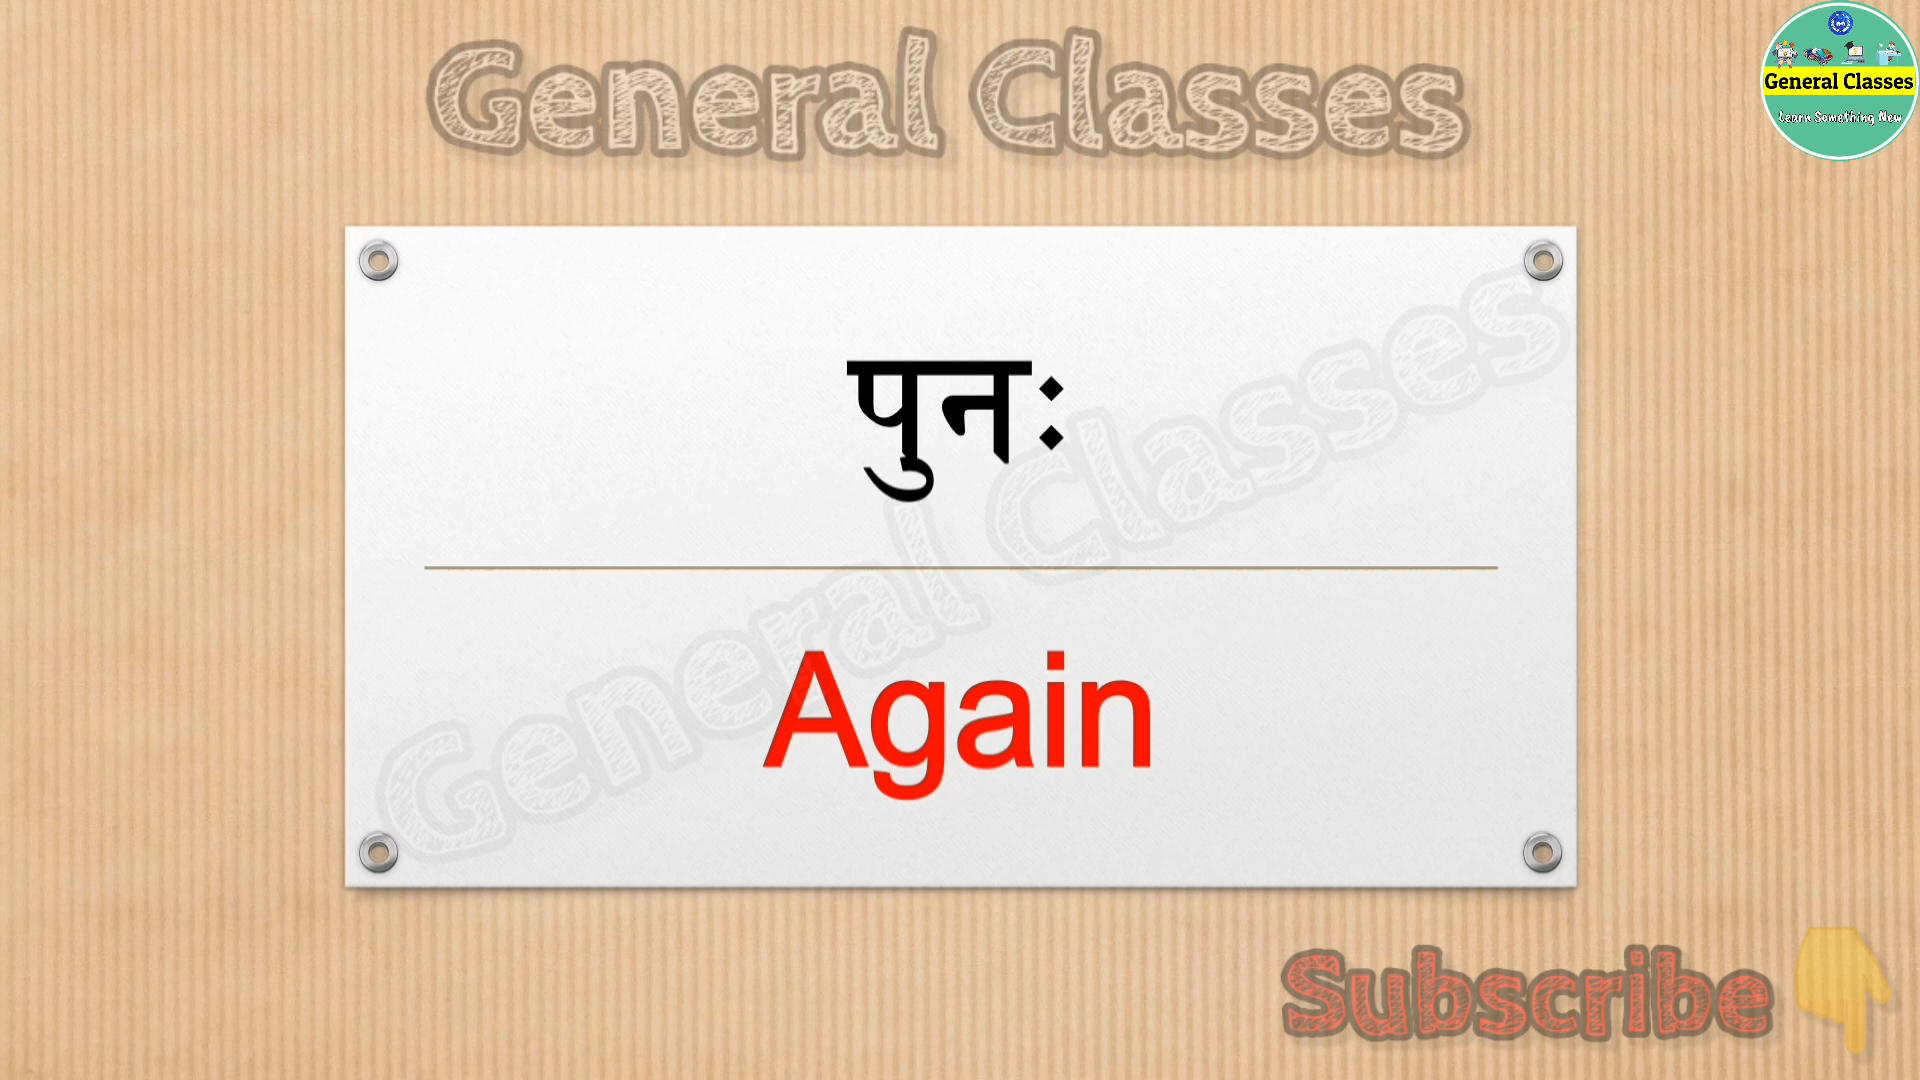 General Classes
General Classes
Learn Something New
पुनः
General Classes
Again
Subscribe